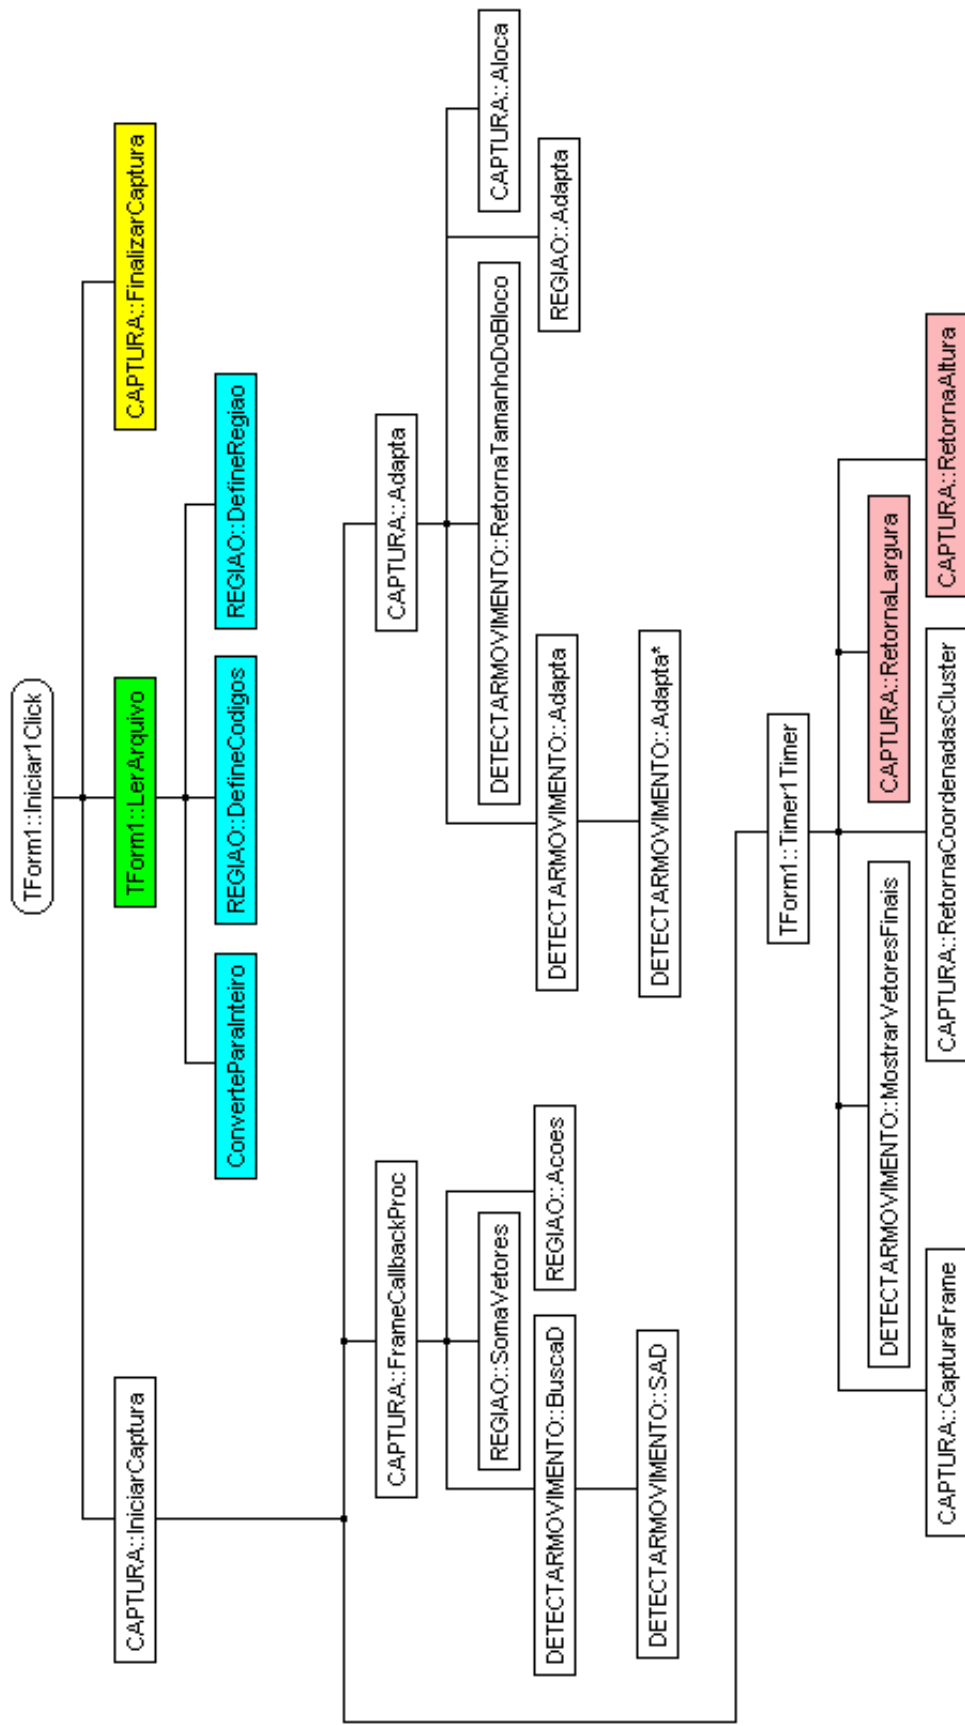 TForm1::Iniciar1Click
CAPTURA::IniciarCaptura
TForm1::LerArquivo
CAPTURA::FinalizarCaptura
ConverteParaInteiro
REGIAO::DefineCodigos
REGIAO::DefineRegiao
CAPTURA::FrameCallbackProc
CAPTURA::Adapta
REGIAO::SomaVetores
DETECTARMOVIMENTO::RetornaTamanhoDoBloco
CAPTURA::Aloca
DETECTARMOVIMENTO::BuscaD
REGIAO::Acoes
DETECTARMOVIMENTO::Adapta
REGIAO::Adapta
DETECTARMOVIMENTO::SAD
DETECTARMOVIMENTO::Adapta*
TForm1::Timer1Timer
DETECTARMOVIMENTO::MostrarVetoresFinais
CAPTURA::RetornaLargura
CAPTURA::CapturaFrame
CAPTURA::RetornaCoordenadasCluster
CAPTURA::RetornaAltura